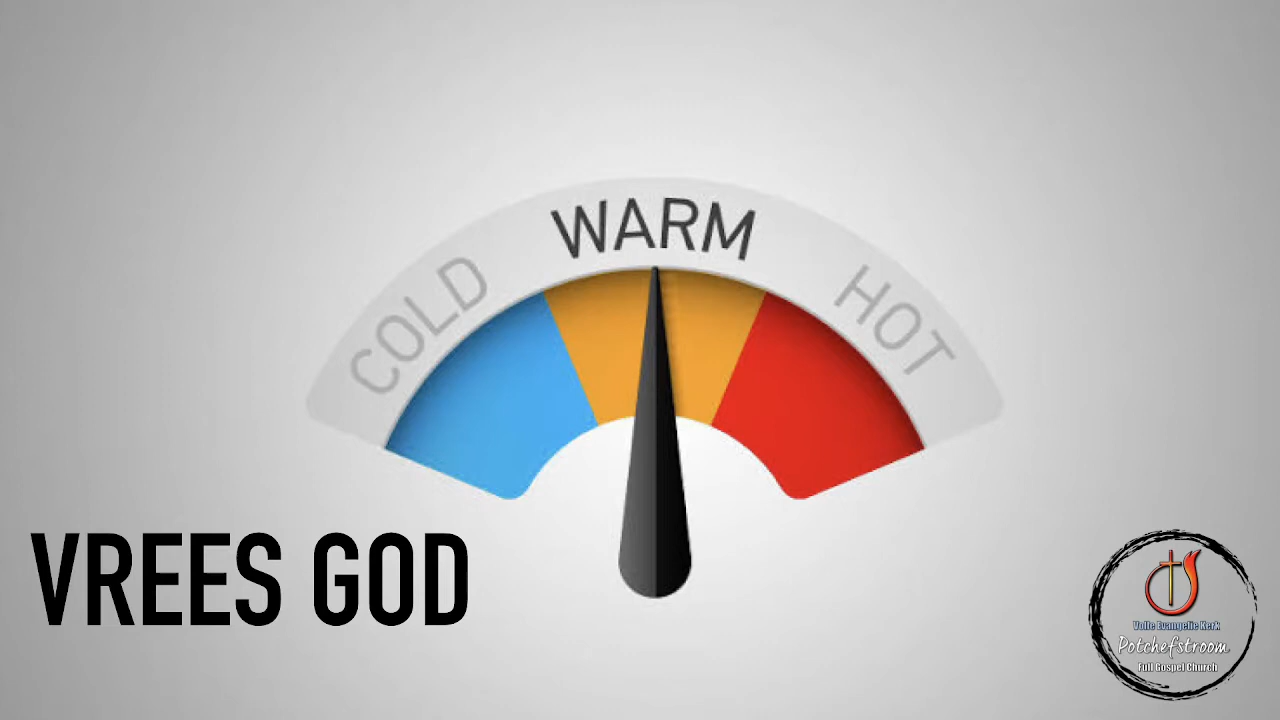 COLD
WARM
HOT
VREES GOD
Volle Evangelie Kerk
Potchefstroom
Full Gospel Church